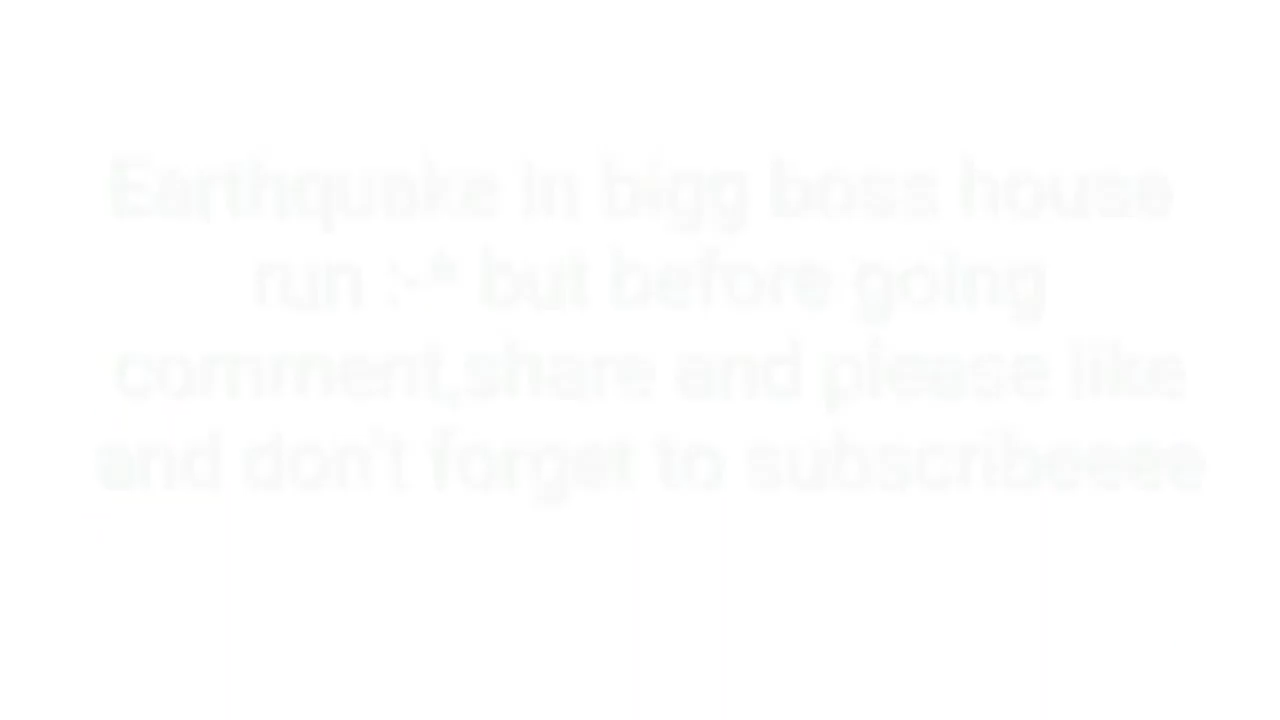 Earthquake in bigg boss house
run :-* but before going
comment,share and please like
and don't forget to subscribeeee